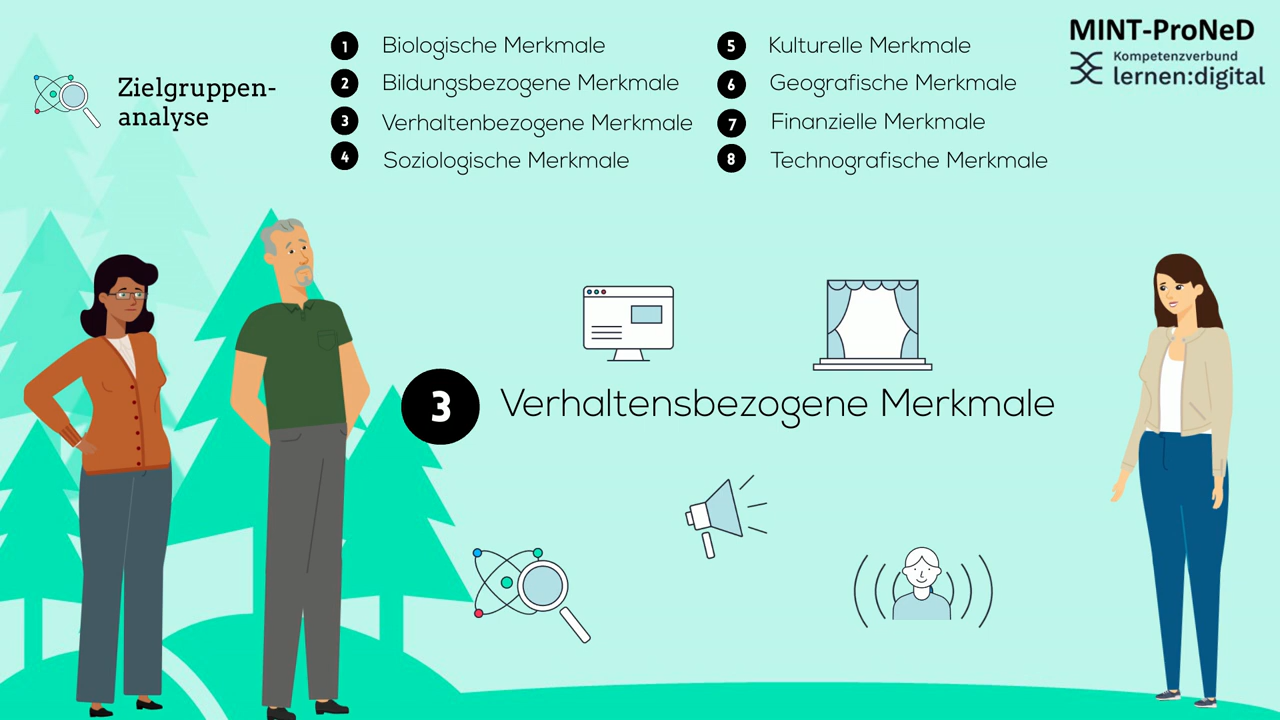 Zielgruppen-
analyse
1 Biologische Merkmale
2 Bildungsbezogene Merkmale
3 Verhaltenbezogene Merkmale
4 Soziologische Merkmale
5 Kulturelle Merkmale
6 Geografische Merkmale
7 Finanzielle Merkmale
8 Technografische Merkmale
MINT-ProNeD
Kompetenzverbund
lernen:digital
3 Verhaltensbezogene Merkmale